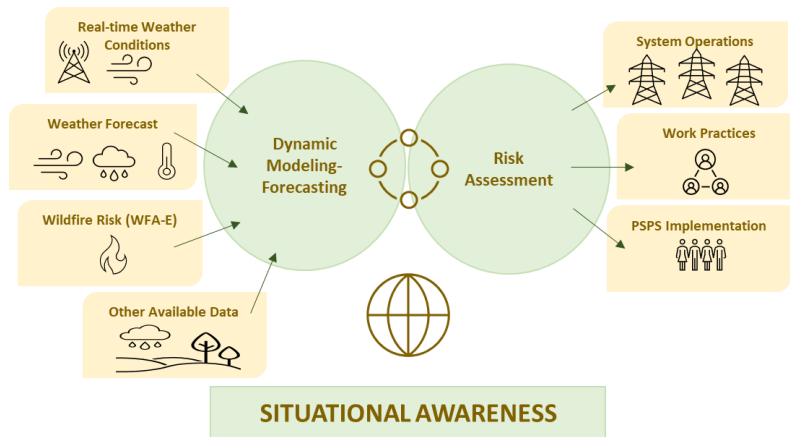 Real-time Weather
Conditions
Weather Forecast
Wildfire Risk (WFA-E)
Other Available Data
Dynamic
Modeling-
Forecasting
Risk
Assessment
System Operations
Work Practices
PSPS Implementation
SITUATIONAL AWARENESS